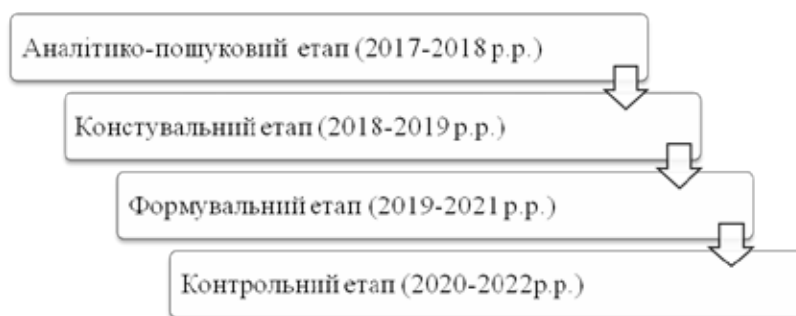 Аналітико-пошуковий етап (2017-2018 р.р.)
Констувальний етап (2018-2019 р.р.)
Формувальний етап (2019-2021 р.р.)
Контрольний етап (2020-2022р.р.)